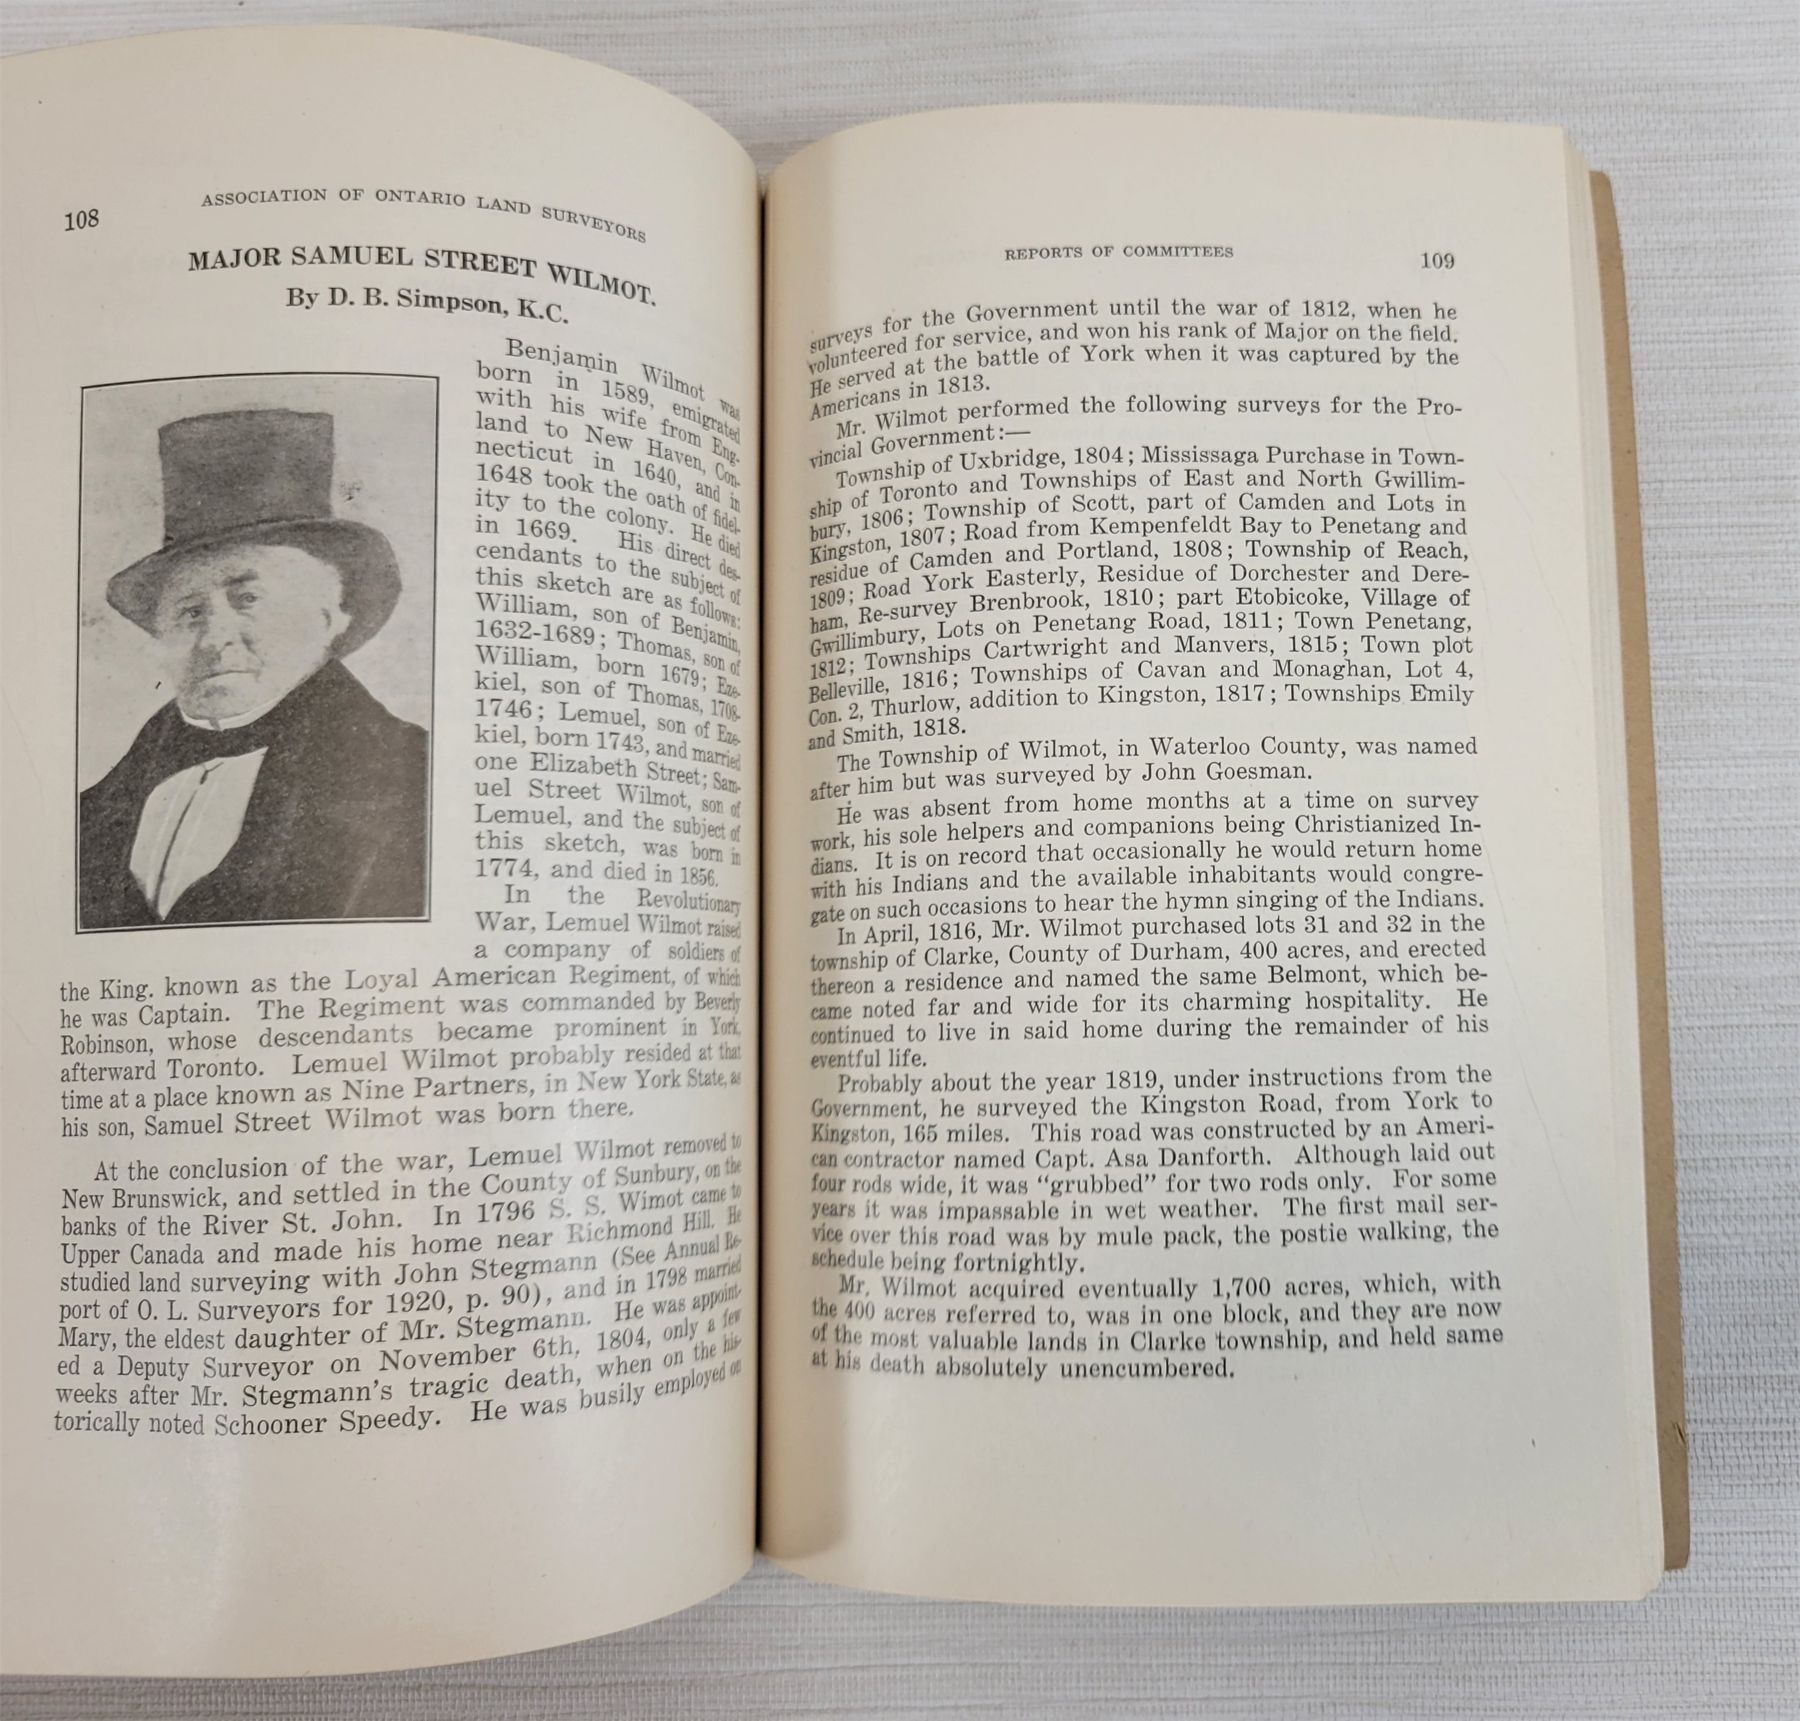 108
ASSOCIATION OF ONTARIO LAND SURVEYORS
MAJOR SAMUEL STREET WILMOT.
By D. B. Simpson, K.C.
Benjamin Wilmot was
born in 1589, emigrated
with his wife from Eng-
land to New Haven, Con-
necticut in 1640, and in
1648 took the oath of fidel-
ity to the colony. He died
in 1669. His direct des-
cendants to the subject of
this sketch are as follows:
William, son of Benjamin,
1632-1689; Thomas, son of
William, born 1679; Eze-
kiel, son of Thomas, 1708-
1746; Lemuel, son of Eze-
kiel, born 1743, and married
one Elizabeth Street; Sam-
uel Street Wilmot, son of
Lemuel, and the subject of
this sketch, was born in
1774, and died in 1856.
In the Revolutionary
War, Lemuel Wilmot raised
a company of soldiers of
the King. known as the Loyal American Regiment, of which
he was Captain. The Regiment was commanded by Beverly
Robinson, whose descendants became prominent in York,
afterward Toronto. Lemuel Wilmot probably resided at that
time at a place known as Nine Partners, in New York State, as
his son, Samuel Street Wilmot was born there.
At the conclusion of the war, Lemuel Wilmot removed to
New Brunswick, and settled in the County of Sunbury, on the
banks of the River St. John. In 1796 S. S. Wimot came to
Upper Canada and made his home near Richmond Hill. He
studied land surveying with John Stegmann (See Annual Re-
port of O. L. Surveyors for 1920, p. 90), and in 1798 married
Mary, the eldest daughter of Mr. Stegmann. He was appoint-
ed a Deputy Surveyor on November 6th, 1804, only a few
weeks after Mr. Stegmann's tragic death, when on the his-
torically noted Schooner Speedy. He was busily employed on
REPORTS OF COMMITTEES
109
surveys for the Government until the war of 1812, when he
volunteered for service, and won his rank of Major on the field.
He served at the battle of York when it was captured by the
Americans in 1813.
Mr. Wilmot performed the following surveys for the Pro-
vincial Government:—
Township of Uxbridge, 1804; Mississaga Purchase in Town-
ship of Toronto and Townships of East and North Gwillim-
bury, 1806; Township of Scott, part of Camden and Lots in
Kingston, 1807; Road from Kempenfeldt Bay to Penetang and
residue of Camden and Portland, 1808; Township of Reach,
1809; Road York Easterly, Residue of Dorchester and Dere-
ham, Re-survey Brenbrook, 1810; part Etobicoke, Village of
Gwillimbury, Lots on Penetang Road, 1811; Town Penetang,
1812; Townships Cartwright and Manvers, 1815; Town plot
Belleville, 1816; Townships of Cavan and Monaghan, Lot 4,
Con. 2, Thurlow, addition to Kingston, 1817; Townships Emily
and Smith, 1818.
The Township of Wilmot, in Waterloo County, was named
after him but was surveyed by John Goesman.
He was absent from home months at a time on survey
work, his sole helpers and companions being Christianized In-
dians. It is on record that occasionally he would return home
with his Indians and the available inhabitants would congre-
gate on such occasions to hear the hymn singing of the Indians.
In April, 1816, Mr. Wilmot purchased lots 31 and 32 in the
township of Clarke, County of Durham, 400 acres, and erected
thereon a residence and named the same Belmont, which be-
came noted far and wide for its charming hospitality. He
continued to live in said home during the remainder of his
eventful life.
Probably about the year 1819, under instructions from the
Government, he surveyed the Kingston Road, from York to
Kingston, 165 miles. This road was constructed by an Ameri-
can contractor named Capt. Asa Danforth. Although laid out
four rods wide, it was "grubbed" for two rods only. For some
years it was impassable in wet weather. The first mail ser-
vice over this road was by mule pack, the postie walking, the
schedule being fortnightly.
Mr. Wilmot acquired eventually 1,700 acres, which, with
the 400 acres referred to, was in one block, and they are now
of the most valuable lands in Clarke township, and held same
at his death absolutely unencumbered.